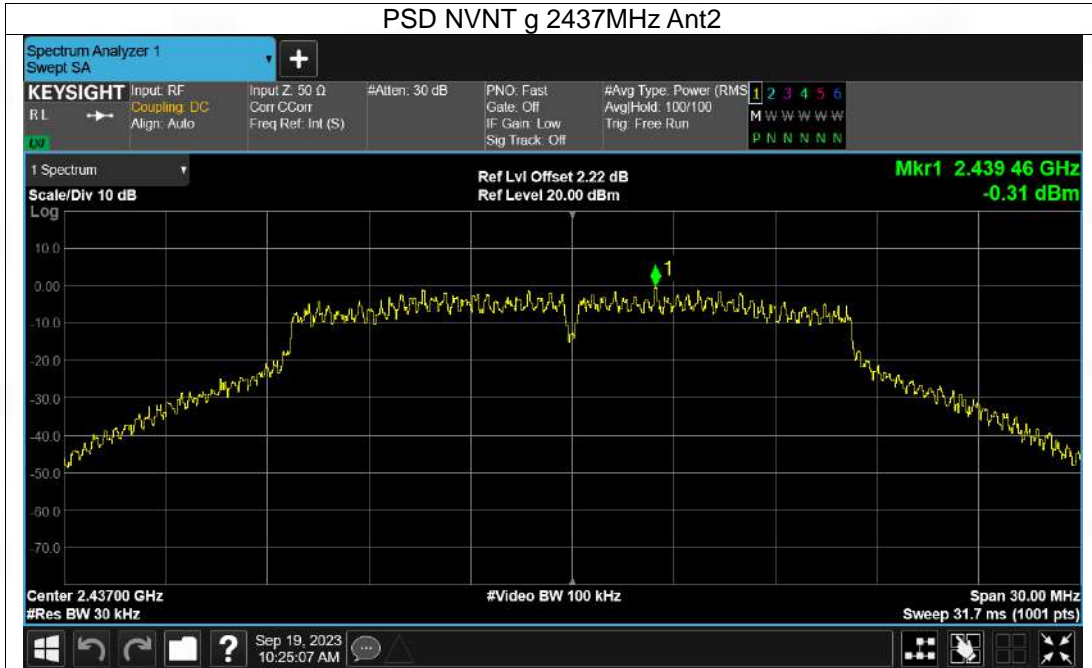 PSD NVNT g 2437MHz Ant2
Spectrum Analyzer 1
Swept SA
+
KEYSIGHT
RL
LXI
Input: RF
Coupling: DC
Align: Auto
Input Z: 50 Ω
Corr CCorr
Freq Ref: Int (S)
#Atten: 30 dB
PNO: Fast
Gate: Off
IF Gain: Low
Sig Track: Off
#Avg Type: Power (RMS
Avg|Hold: 100/100
Trig: Free Run
1 2 3 4 5 6
M W W W W W
P N N N N N
1 Spectrum
Scale/Div 10 dB
Ref Lvl Offset 2.22 dB
Ref Level 20.00 dBm
Mkr1 2.439 46 GHz
-0.31 dBm
Log
10.0
0.00
-10.0
-20.0
-30.0
-40.0
-50.0
-60.0
-70.0
1
Center 2.43700 GHz
#Res BW 30 kHz
#Video BW 100 kHz
Span 30.00 MHz
Sweep 31.7 ms (1001 pts)
?
Sep 19, 2023
10:25:07 AM